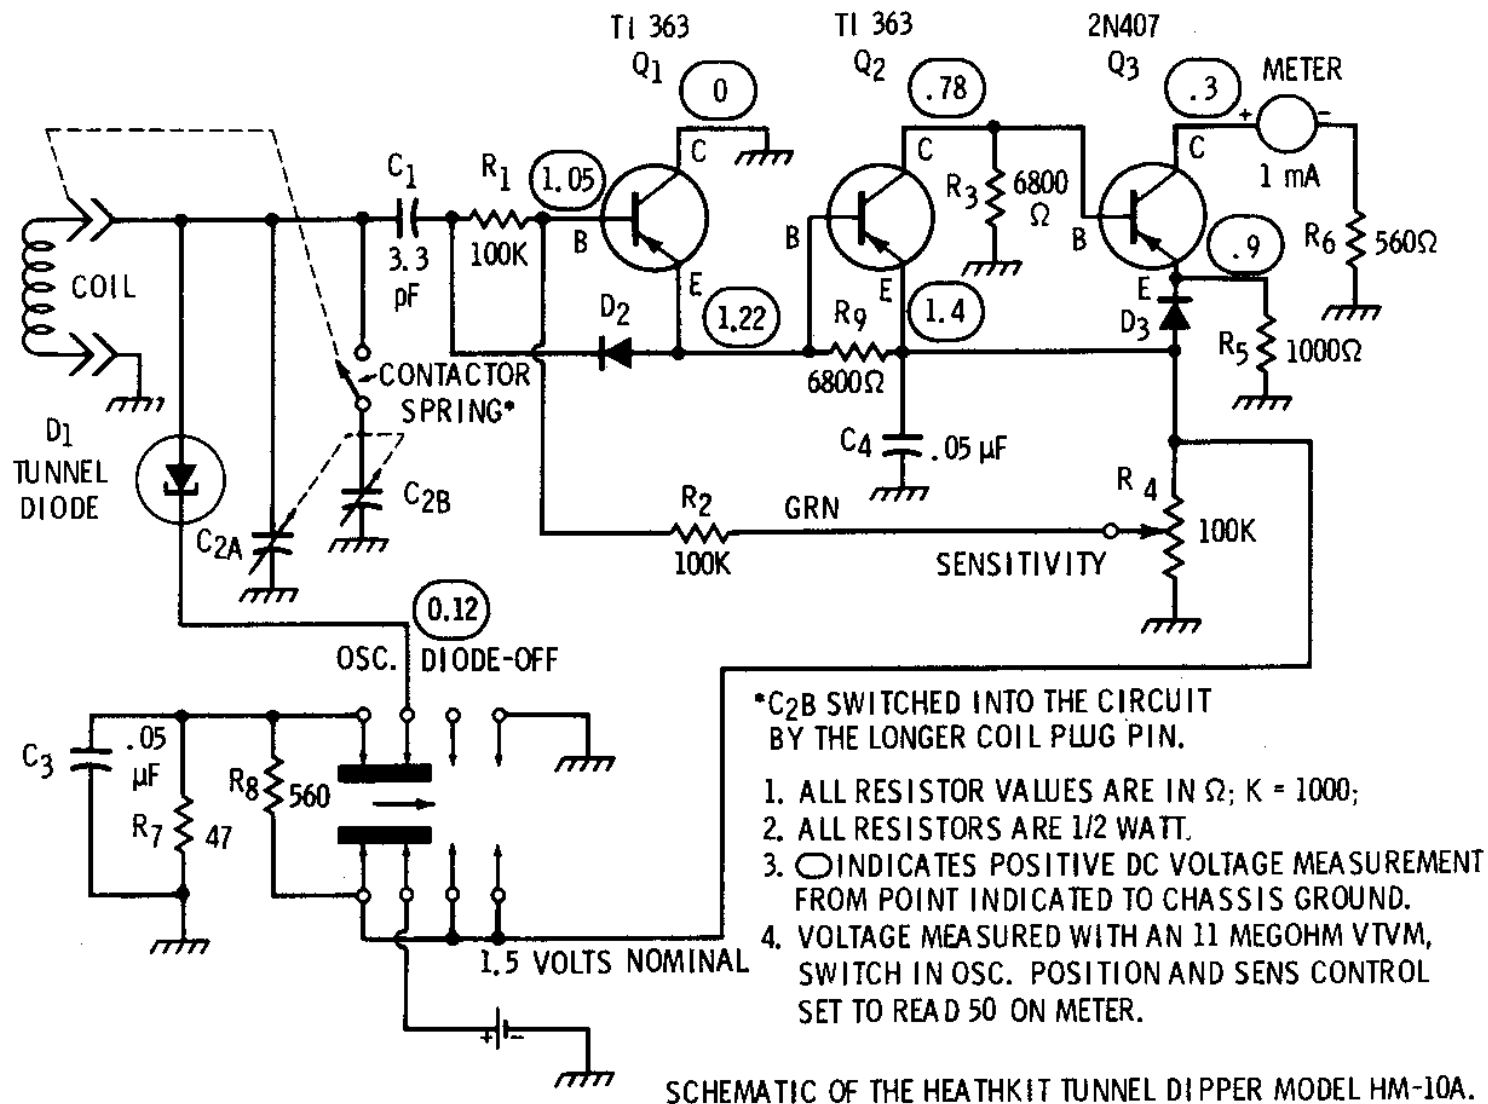 TI 363
Q1
0
TI 363
Q2
.78
2N407
Q3
.3
METER
+ -
1 mA
C
C
C
C1
3.3
pF
R1
100K
1.05
B
E
R3
6800
Ω
B
E
B
E
.9
R6
560Ω
COIL
D2
1.22
R9
6800Ω
1.4
D3
R5
1000Ω
CONTACTOR
SPRING*
D1
TUNNEL
DIODE
C2A
C2B
C4
.05 µF
R2
100K
GRN
SENSITIVITY
R4
100K
0.12
OSC.
DIODE-OFF
C3
.05
µF
R7
47
R8
560
1.5 VOLTS NOMINAL
+ -
*C2B SWITCHED INTO THE CIRCUIT
BY THE LONGER COIL PLUG PIN.
1. ALL RESISTOR VALUES ARE IN Ω; K = 1000;
2. ALL RESISTORS ARE 1/2 WATT.
3. INDICATES POSITIVE DC VOLTAGE MEASUREMENT
FROM POINT INDICATED TO CHASSIS GROUND.
4. VOLTAGE MEASURED WITH AN 11 MEGOHM VTVM,
SWITCH IN OSC. POSITION AND SENS CONTROL
SET TO READ 50 ON METER.
SCHEMATIC OF THE HEATHKIT TUNNEL DIPPER MODEL HM-10A.